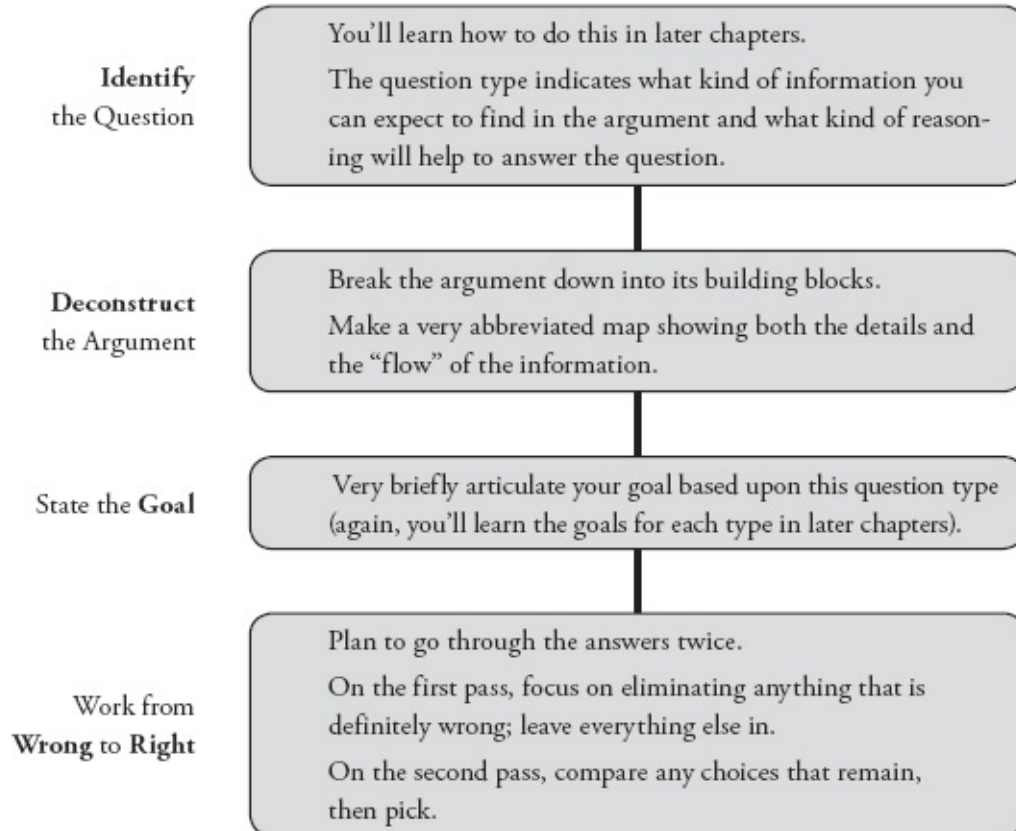 You’ll learn how to do this in later chapters.
Identify
the Question
The question type indicates what kind of information you
can expect to find in the argument and what kind of reason-
ing will help to answer the question.
Deconstruct
the Argument
Break the argument down into its building blocks.
Make a very abbreviated map showing both the details and
the “flow” of the information.
State the Goal
Very briefly articulate your goal based upon this question type
(again, you’ll learn the goals for each type in later chapters).
Work from
Wrong to Right
Plan to go through the answers twice.
On the first pass, focus on eliminating anything that is
definitely wrong; leave everything else in.
On the second pass, compare any choices that remain,
then pick.